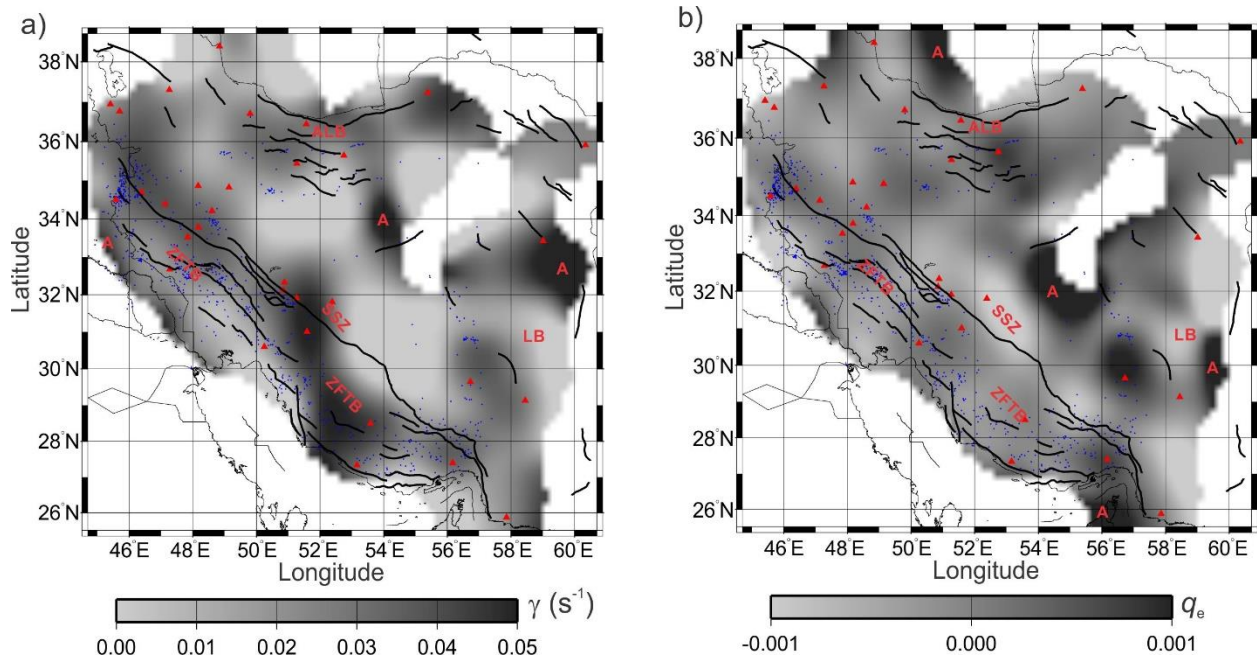 a)
38°N
36°N
34°N
32°N
30°N
28°N
26°N
Latitude
ALB
A
A
A
ZFTB
SSZ
LB
ZFTB
46°E 48°E 50°E 52°E 54°E 56°E 58°E 60°E
Longitude
γ (s⁻¹)
0.00 0.01 0.02 0.03 0.04 0.05
b)
38°N
36°N
34°N
32°N
30°N
28°N
26°N
Latitude
A
ALB
ZFTB
A
SSZ
LB
A
ZFTB
A
46°E 48°E 50°E 52°E 54°E 56°E 58°E 60°E
Longitude
qₑ
-0.001 0.000 0.001